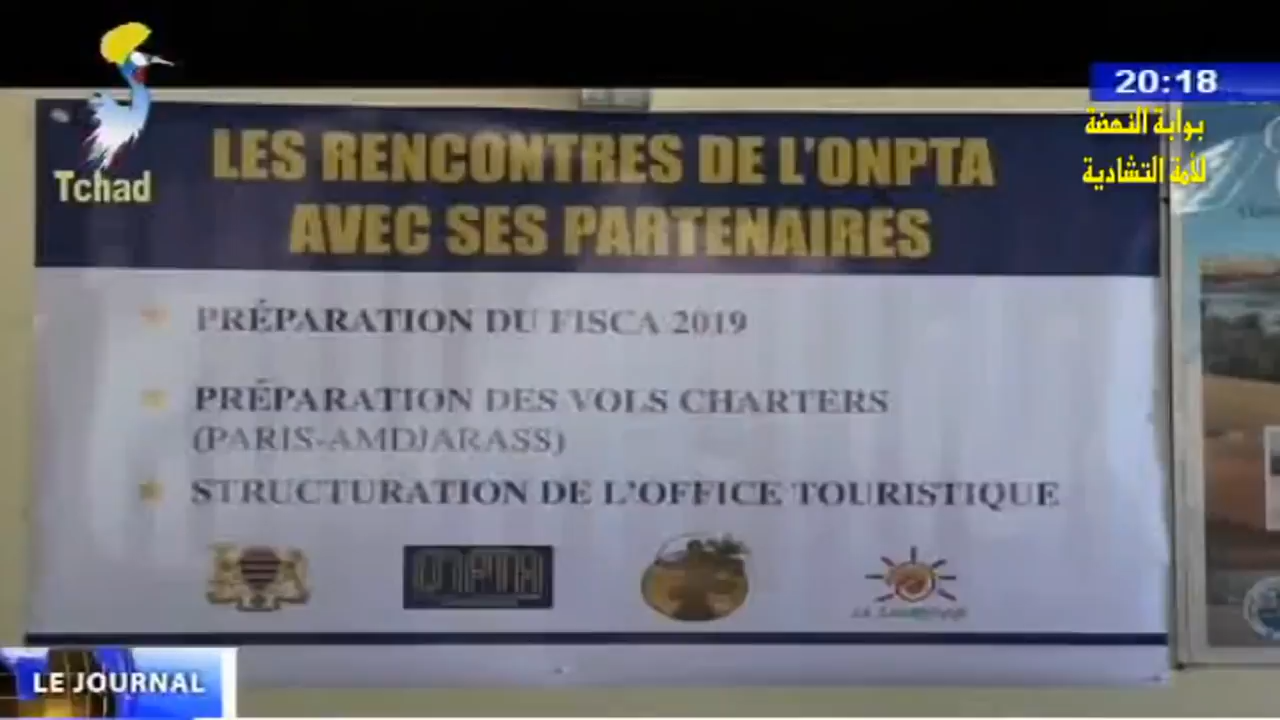 Tchad
20:18
بوابة النهضة
للأمة التشادية
LES RENCONTRES DE L'ONPTA
AVEC SES PARTENAIRES
PRÉPARATION DU FISCA 2019
PRÉPARATION DES VOLS CHARTERS
(PARIS-AMDJARASS)
STRUCTURATION DE L'OFFICE TOURISTIQUE
ONPTA
LE JOURNAL